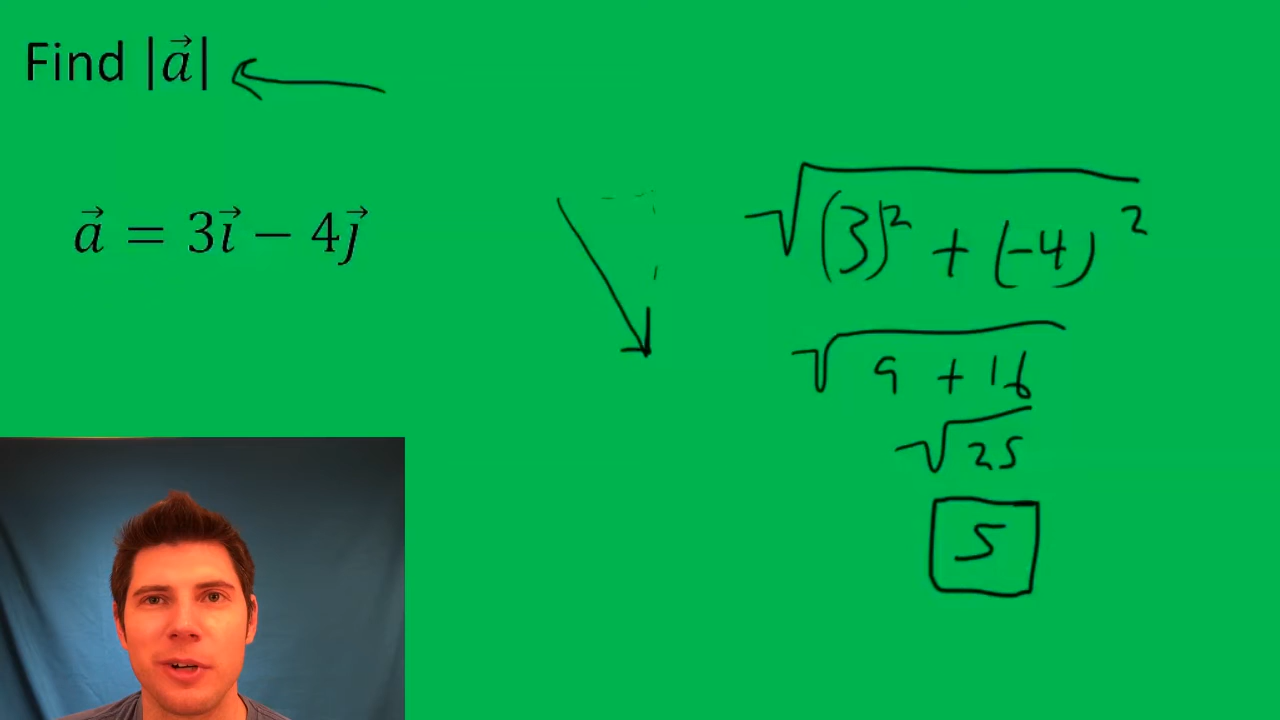 Find |a⃗|
a⃗ = 3i⃗ − 4j⃗
√(3)² + (-4)²
√9 + 16
√25
5